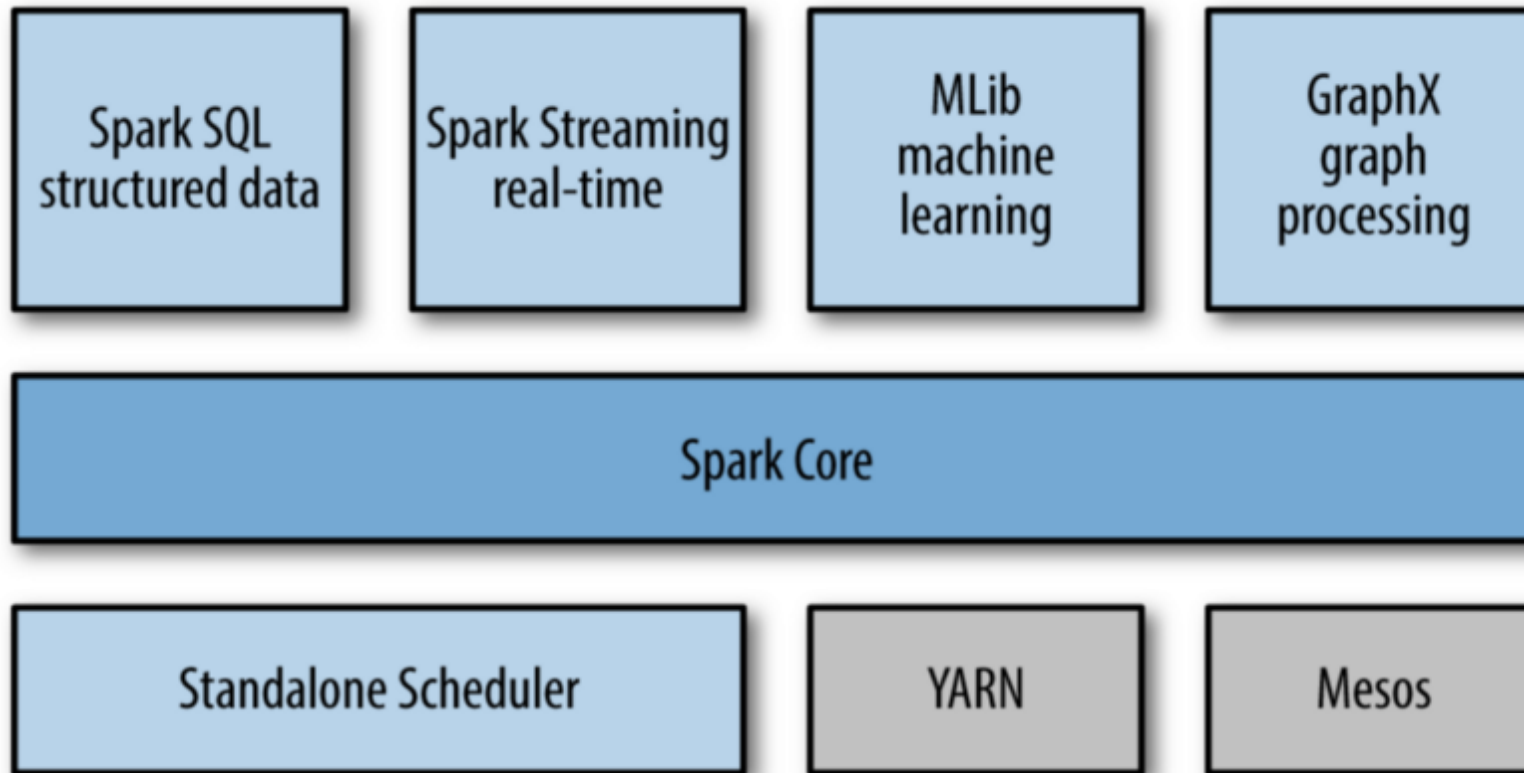 Spark SQL
structured data
Spark Streaming
real-time
MLib
machine
learning
GraphX
graph
processing
Spark Core
Standalone Scheduler
YARN
Mesos